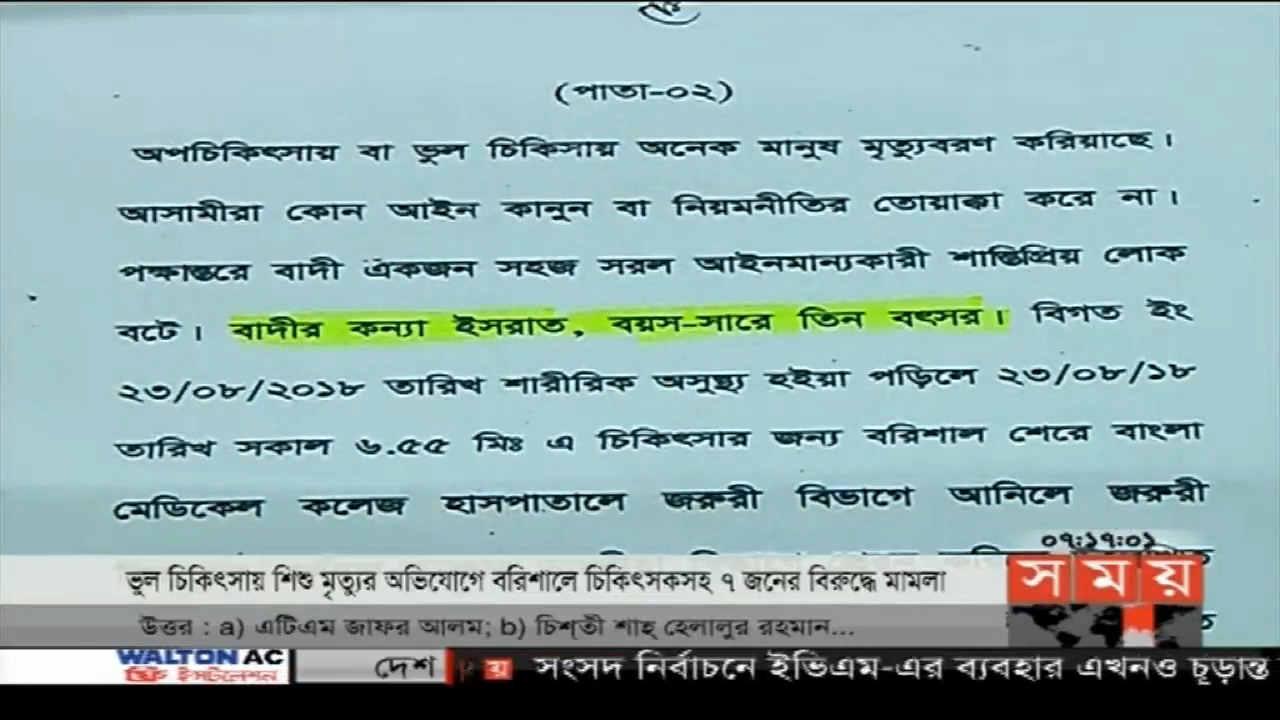 (পাতা-০২)
অপচিকিৎসায় বা ভুল চিকিসায় অনেক মানুষ মৃত্যুবরণ করিয়াছে।
আসামীরা কোন আইন কানুন বা নিয়মনীতির তোয়াক্কা করে না।
পক্ষান্তরে বাদী একজন সহজ সরল আইনমান্যকারী শান্তিপ্রিয় লোক
বটে। বাদীর কন্যা ইসরাত, বয়স-সারে তিন বৎসর। বিগত ইং
২৩/০৮/২০১৮ তারিখ শারীরিক অসুস্থ্য হইয়া পড়িলে ২৩/০৮/১৮
তারিখ সকাল ৬.৫৫ মিঃ এ চিকিৎসার জন্য বরিশাল শেরে বাংলা
মেডিকেল কলেজ হাসপাতালে জরুরী বিভাগে আনিলে জরুরী
০৭:১৭:০১
ভুল চিকিৎসায় শিশু মৃত্যুর অভিযোগে বরিশালে চিকিৎসকসহ ৭ জনের বিরুদ্ধে মামলা
সময়
উত্তর : a) এটিএম জাফর আলম; b) চিশ্‌তী শাহ্ হেলালুর রহমান...
WALTON AC
ইন্সটলেশন
দেশ
সংসদ নির্বাচনে ইভিএম-এর ব্যবহার এখনও চূড়ান্ত